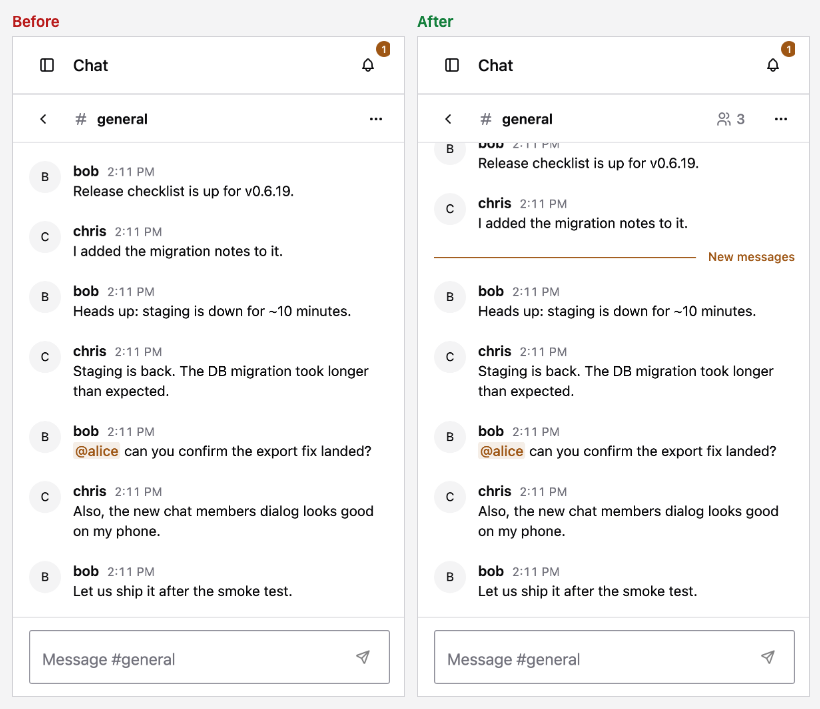 Before
1
Chat
# general
B
bob 2:11 PM
Release checklist is up for v0.6.19.
C
chris 2:11 PM
I added the migration notes to it.
B
bob 2:11 PM
Heads up: staging is down for ~10 minutes.
C
chris 2:11 PM
Staging is back. The DB migration took longer
than expected.
B
bob 2:11 PM
@alice can you confirm the export fix landed?
C
chris 2:11 PM
Also, the new chat members dialog looks good
on my phone.
B
bob 2:11 PM
Let us ship it after the smoke test.
Message #general
After
1
Chat
# general 3
B
bob 2:11 PM
Release checklist is up for v0.6.19.
C
chris 2:11 PM
I added the migration notes to it.
New messages
B
bob 2:11 PM
Heads up: staging is down for ~10 minutes.
C
chris 2:11 PM
Staging is back. The DB migration took longer
than expected.
B
bob 2:11 PM
@alice can you confirm the export fix landed?
C
chris 2:11 PM
Also, the new chat members dialog looks good
on my phone.
B
bob 2:11 PM
Let us ship it after the smoke test.
Message #general